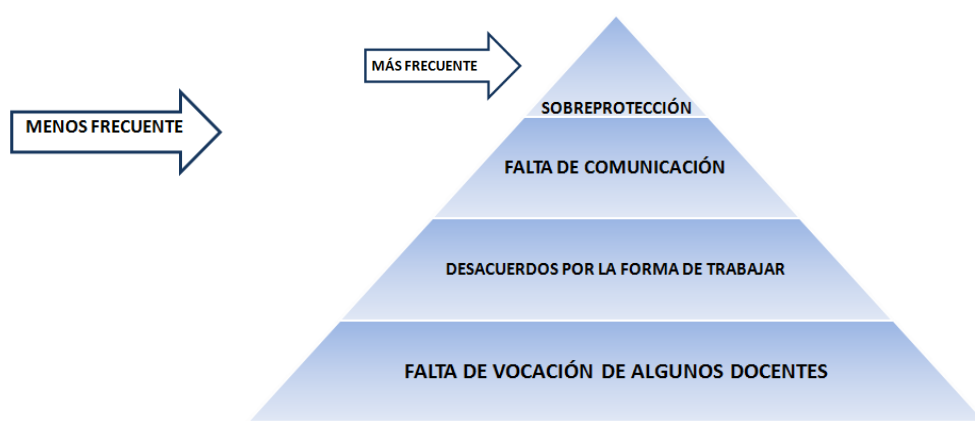 MÁS FRECUENTE
MENOS FRECUENTE
SOBREPROTECCIÓN
FALTA DE COMUNICACIÓN
DESACUERDOS POR LA FORMA DE TRABAJAR
FALTA DE VOCACIÓN DE ALGUNOS DOCENTES